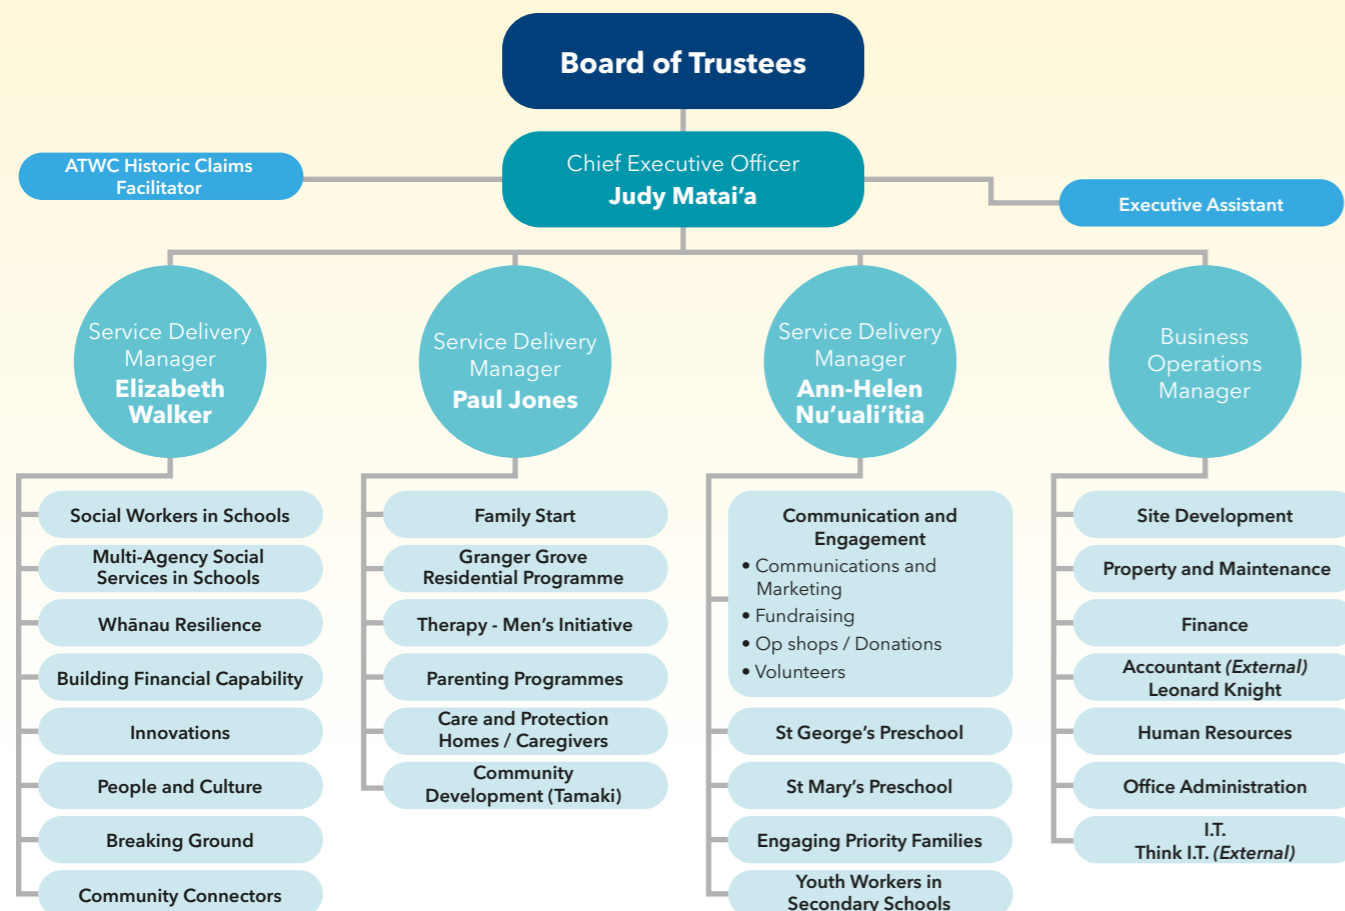 Board of Trustees
Chief Executive Officer
Judy Matai’a
ATWC Historic Claims
Facilitator
Executive Assistant
Service Delivery
Manager
Elizabeth
Walker
Social Workers in Schools
Multi-Agency Social
Services in Schools
Whānau Resilience
Building Financial Capability
Innovations
People and Culture
Breaking Ground
Community Connectors
Service Delivery
Manager
Paul Jones
Family Start
Granger Grove
Residential Programme
Therapy - Men’s Initiative
Parenting Programmes
Care and Protection
Homes / Caregivers
Community
Development (Tamaki)
Service Delivery
Manager
Ann-Helen
Nu’uali’itia
Communication and
Engagement
• Communications and
Marketing
• Fundraising
• Op shops / Donations
• Volunteers
St George’s Preschool
St Mary’s Preschool
Engaging Priority Families
Youth Workers in
Secondary Schools
Business
Operations
Manager
Site Development
Property and Maintenance
Finance
Accountant (External)
Leonard Knight
Human Resources
Office Administration
I.T.
Think I.T. (External)